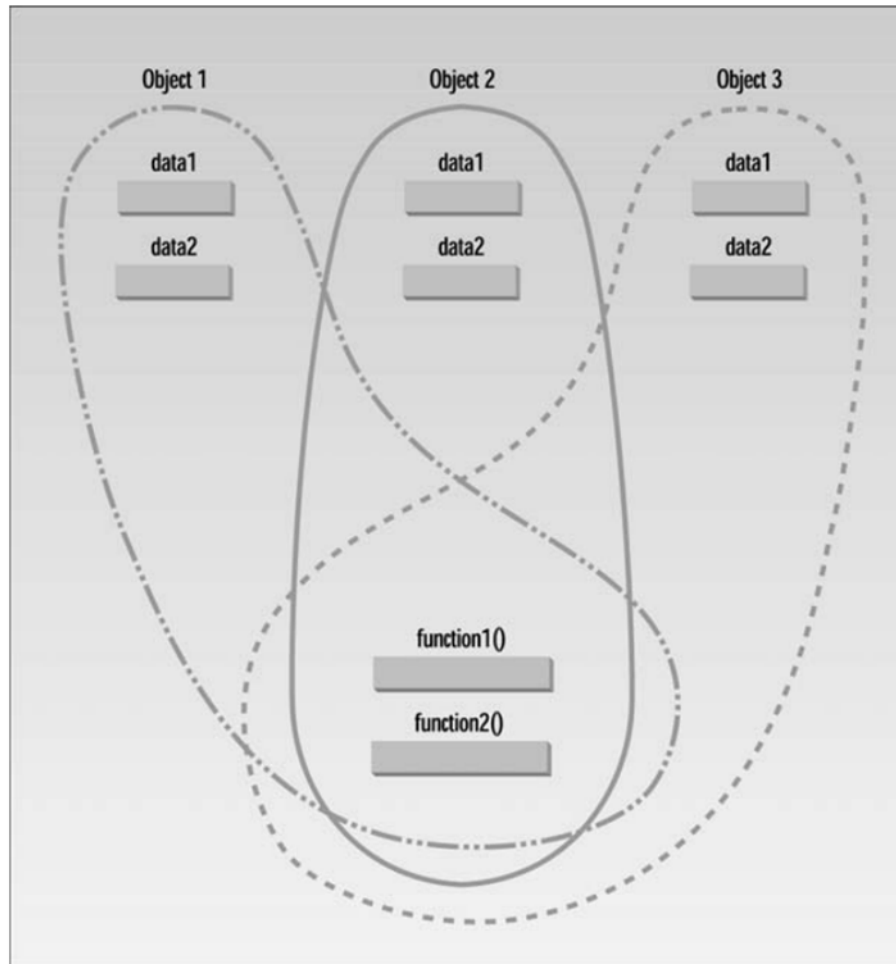 Object 1 Object 2 Object 3
data1 data1 data1
data2 data2 data2
function1()
function2()